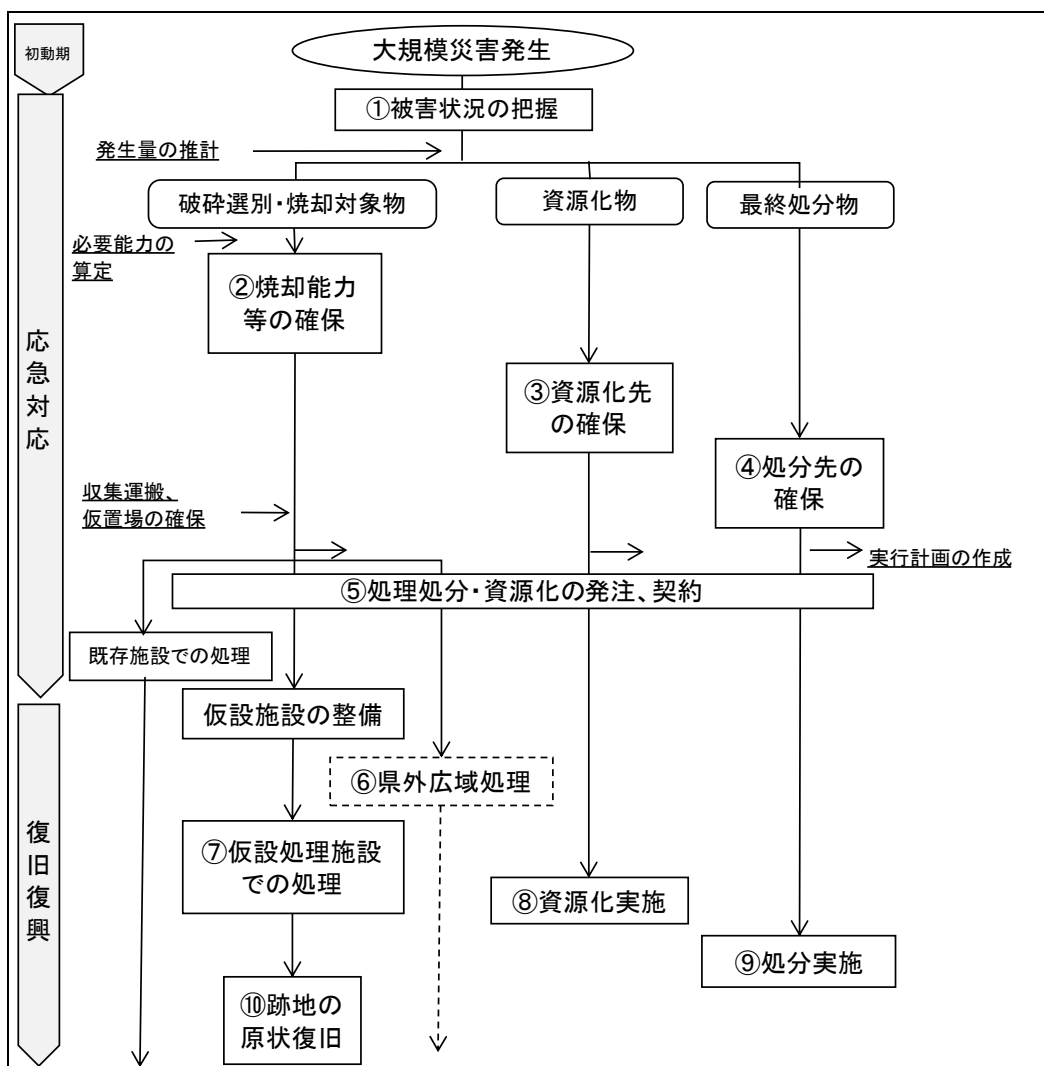 初動期
大規模災害発生
①被害状況の把握
発生量の推計
破砕選別・焼却対象物
資源化物
最終処分物
必要能力の
算定
②焼却能力
等の確保
応急対応
③資源化先
の確保
④処分先の
確保
収集運搬、
仮置場の確保
実行計画の作成
⑤処理処分・資源化の発注、契約
既存施設での処理
仮設施設の整備
⑥県外広域処理
復旧復興
⑦仮設処理施設
での処理
⑧資源化実施
⑨処分実施
⑩跡地の
原状復旧